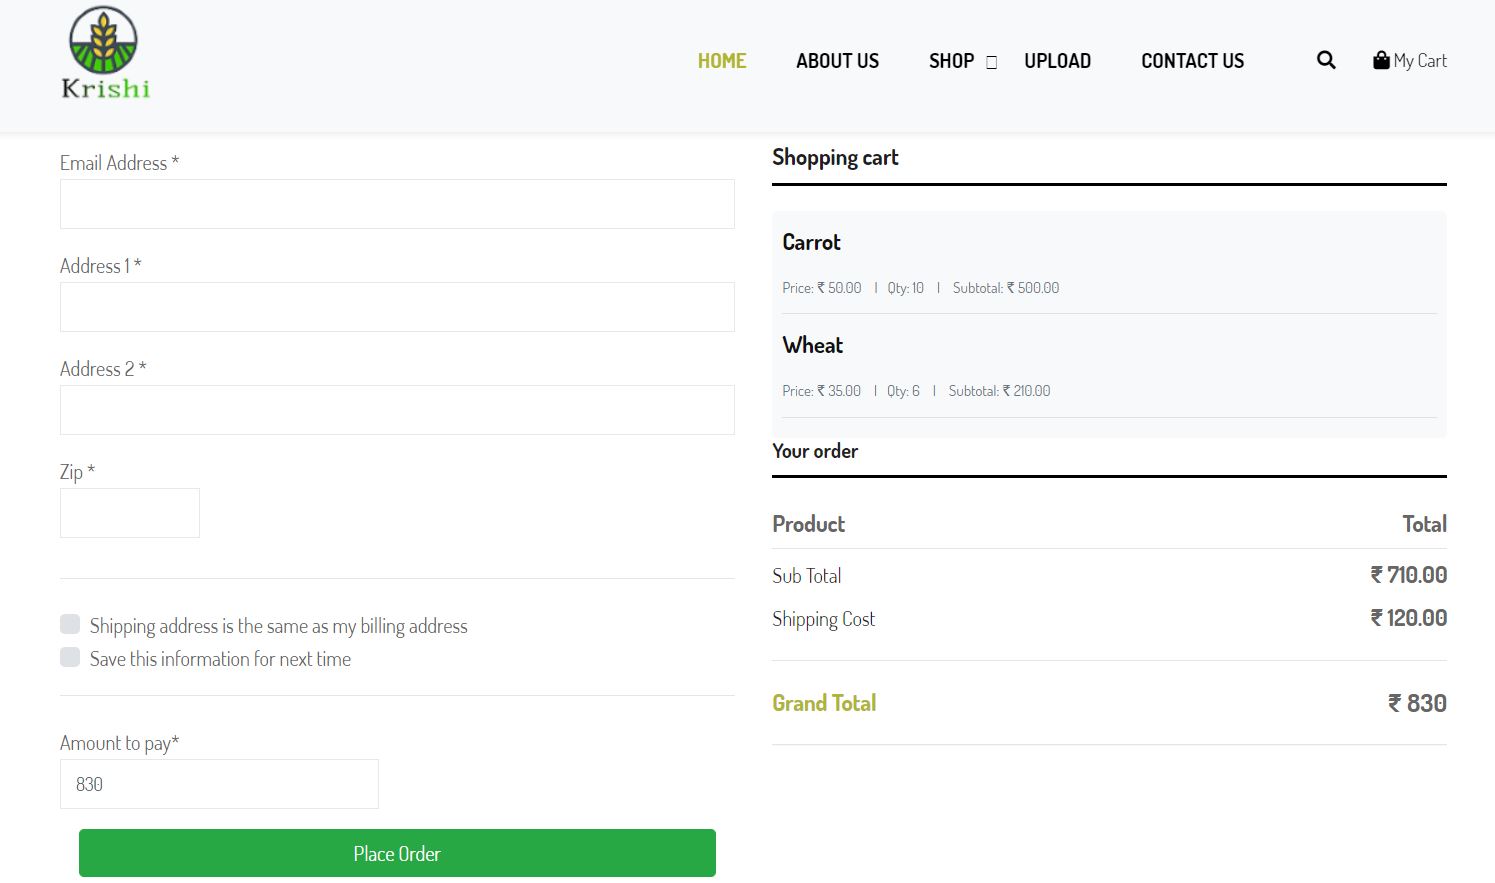 Krishi
HOME ABOUT US SHOP UPLOAD CONTACT US My Cart
Email Address *
Address 1 *
Address 2 *
Zip *
Shipping address is the same as my billing address
Save this information for next time
Amount to pay*
830
Place Order
Shopping cart
Carrot
Price: ₹ 50.00 | Qty: 10 | Subtotal: ₹ 500.00
Wheat
Price: ₹ 35.00 | Qty: 6 | Subtotal: ₹ 210.00
Your order
Product Total
Sub Total ₹ 710.00
Shipping Cost ₹ 120.00
Grand Total ₹ 830